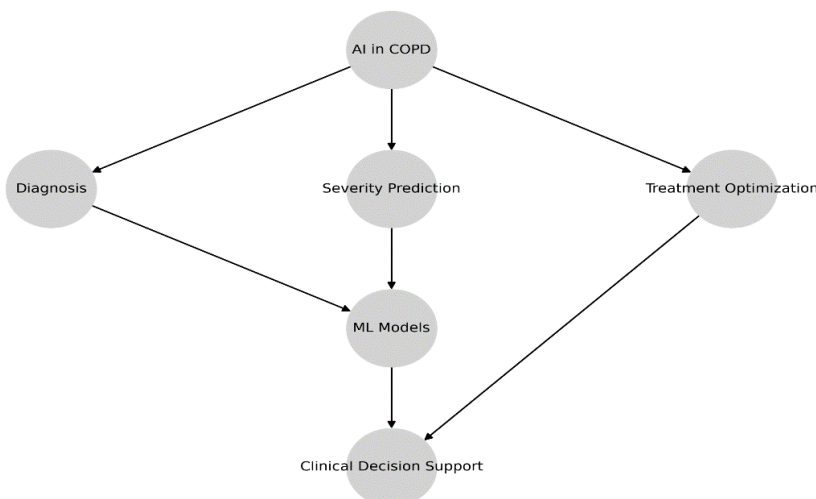 AI in COPD
Diagnosis
Severity Prediction
Treatment Optimization
ML Models
Clinical Decision Support